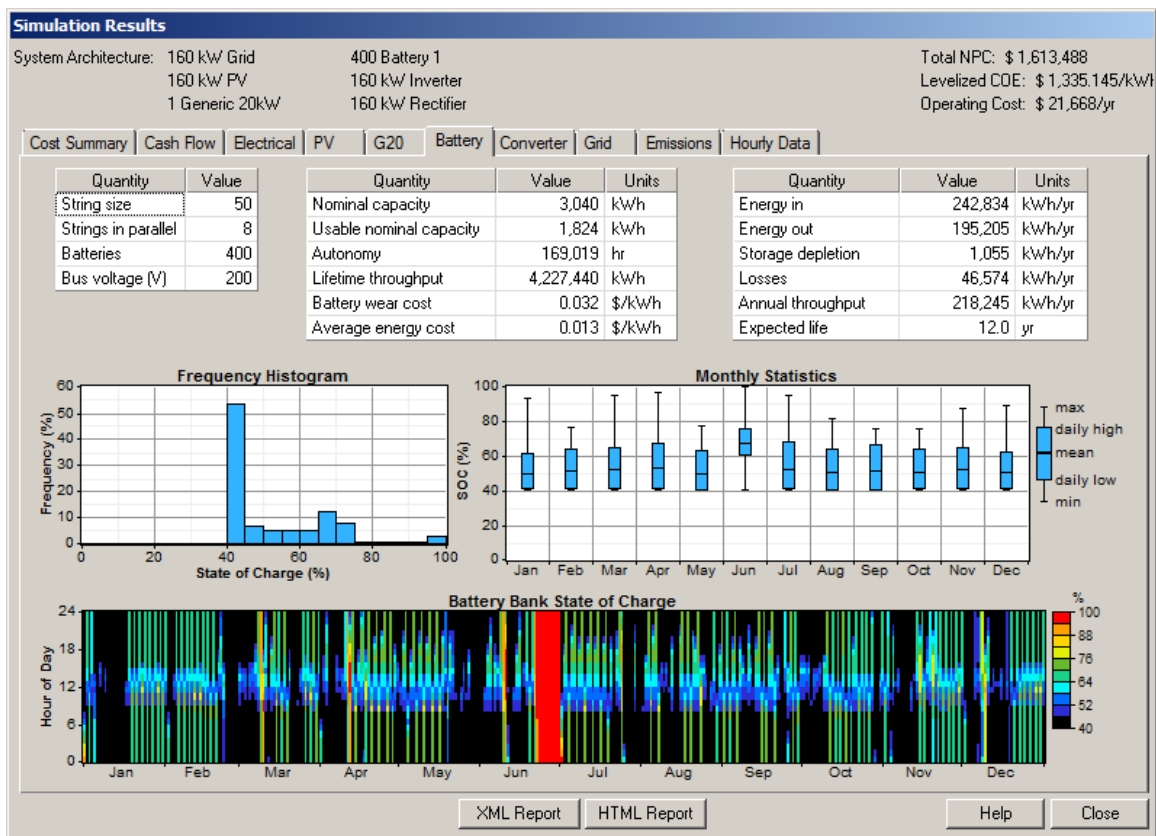 Simulation Results
System Architecture: 160 kW Grid 400 Battery 1 Total NPC: $ 1,613,488
160 kW PV 160 kW Inverter Levelized COE: $ 1,335.145/kWh
1 Generic 20kW 160 kW Rectifier Operating Cost: $ 21,668/yr
Cost Summary Cash Flow Electrical PV G20 Battery Converter Grid Emissions Hourly Data
Quantity Value Quantity Value Units Quantity Value Units
String size 50 Nominal capacity 3,040 kWh Energy in 242,834 kWh/yr
Strings in parallel 8 Usable nominal capacity 1,824 kWh Energy out 195,205 kWh/yr
Batteries 400 Autonomy 169,019 hr Storage depletion 1,055 kWh/yr
Bus voltage (V) 200 Lifetime throughput 4,227,440 kWh Losses 46,574 kWh/yr
Battery wear cost 0.032 $/kWh Annual throughput 218,245 kWh/yr
Average energy cost 0.013 $/kWh Expected life 12.0 yr
Frequency Histogram
60
50
40
30
20
10
0
Frequency (%)
0 20 40 60 80 100
State of Charge (%)
Monthly Statistics
100
80
60
40
20
0
SOC (%)
Jan Feb Mar Apr May Jun Jul Aug Sep Oct Nov Dec
max
daily high
mean
daily low
min
Battery Bank State of Charge
24
18
12
6
0
Hour of Day
Jan Feb Mar Apr May Jun Jul Aug Sep Oct Nov Dec
%
100
88
76
64
52
40
XML Report HTML Report Help Close